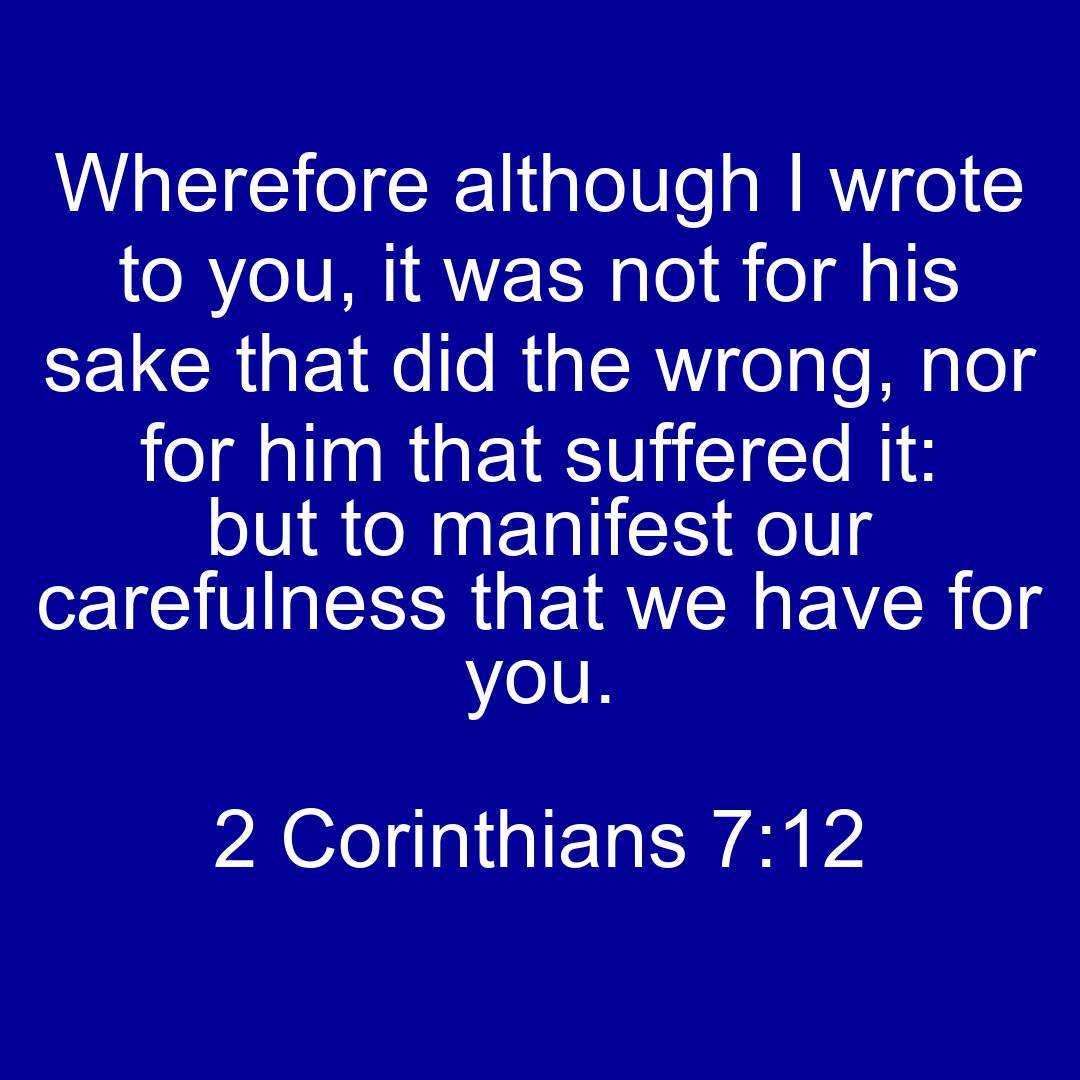 Wherefore although I wrote
to you, it was not for his
sake that did the wrong, nor
for him that suffered it:
but to manifest our
carefulness that we have for
you.
2 Corinthians 7:12